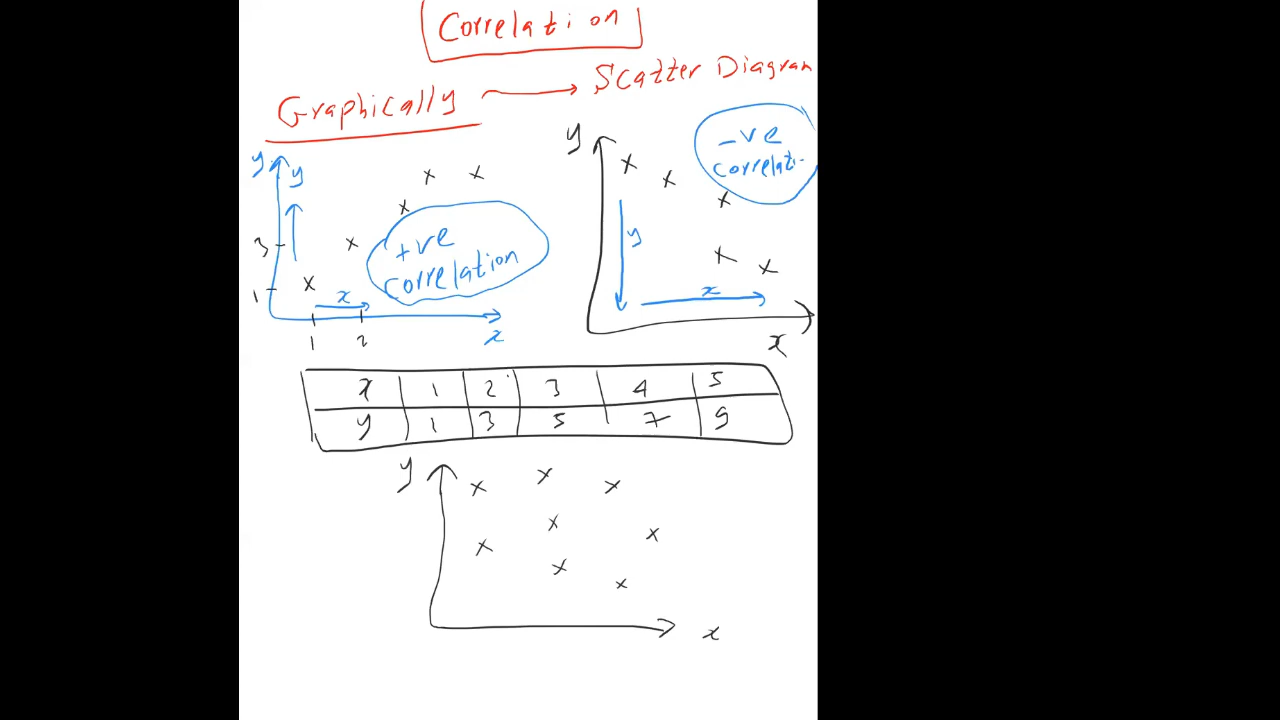 Correlation
Graphically → Scatter Diagram
y
y
3
1
x
1 2
x
+ve
correlation
y
-ve
correlati
y
x
x
x 1 2 3 4 5
y 1 3 5 7 9
y
x